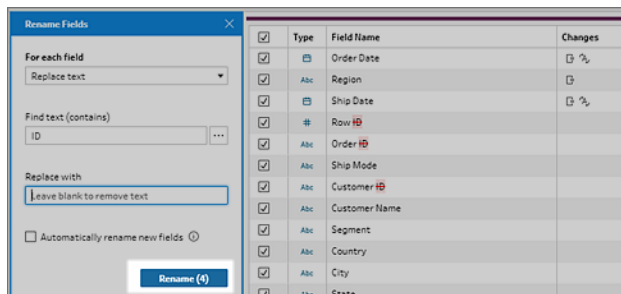 Rename Fields
For each field
Replace text
Find text (contains)
ID
...
Replace with
Leave blank to remove text
Automatically rename new fields
Rename (4)
Type Field Name Changes
Order Date
Abc Region
Ship Date
# Row ID
Abc Order ID
Abc Ship Mode
Abc Customer ID
Abc Customer Name
Abc Segment
Abc Country
Abc City
Abc State